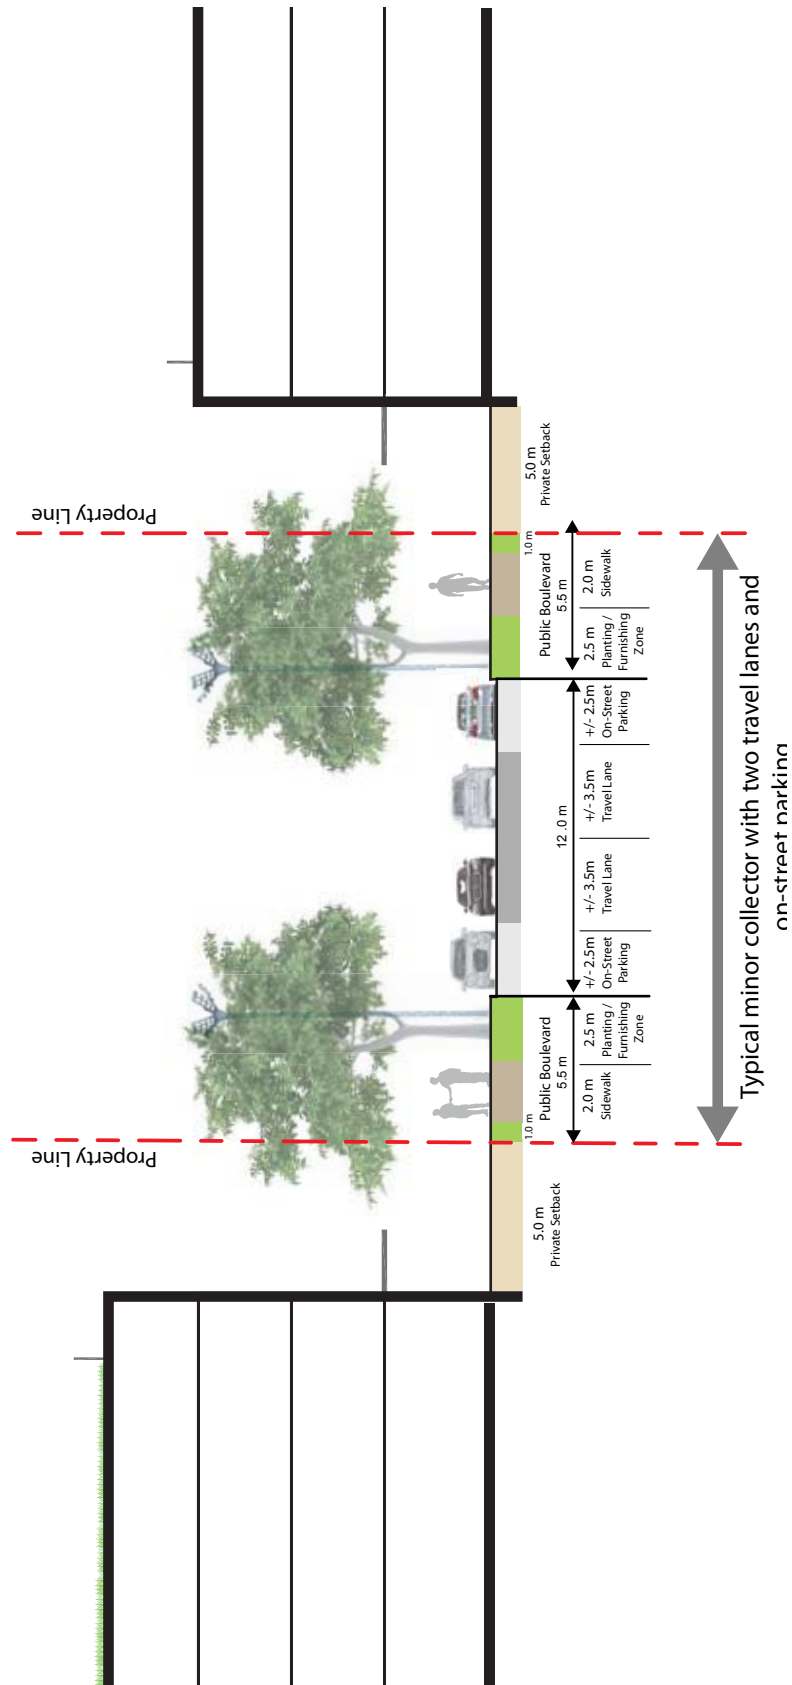 Property Line
Property Line
5.0 m
Private Setback
1.0 m
Public Boulevard
5.5 m
2.0 m
Sidewalk
2.5 m
Planting /
Furnishing
Zone
12 .0 m
+/- 2.5m
On-Street
Parking
+/- 3.5m
Travel Lane
+/- 3.5m
Travel Lane
+/- 2.5m
On-Street
Parking
Public Boulevard
5.5 m
2.5 m
Planting /
Furnishing
Zone
2.0 m
Sidewalk
1.0 m
5.0 m
Private Setback
Typical minor collector with two travel lanes and
on-street parking